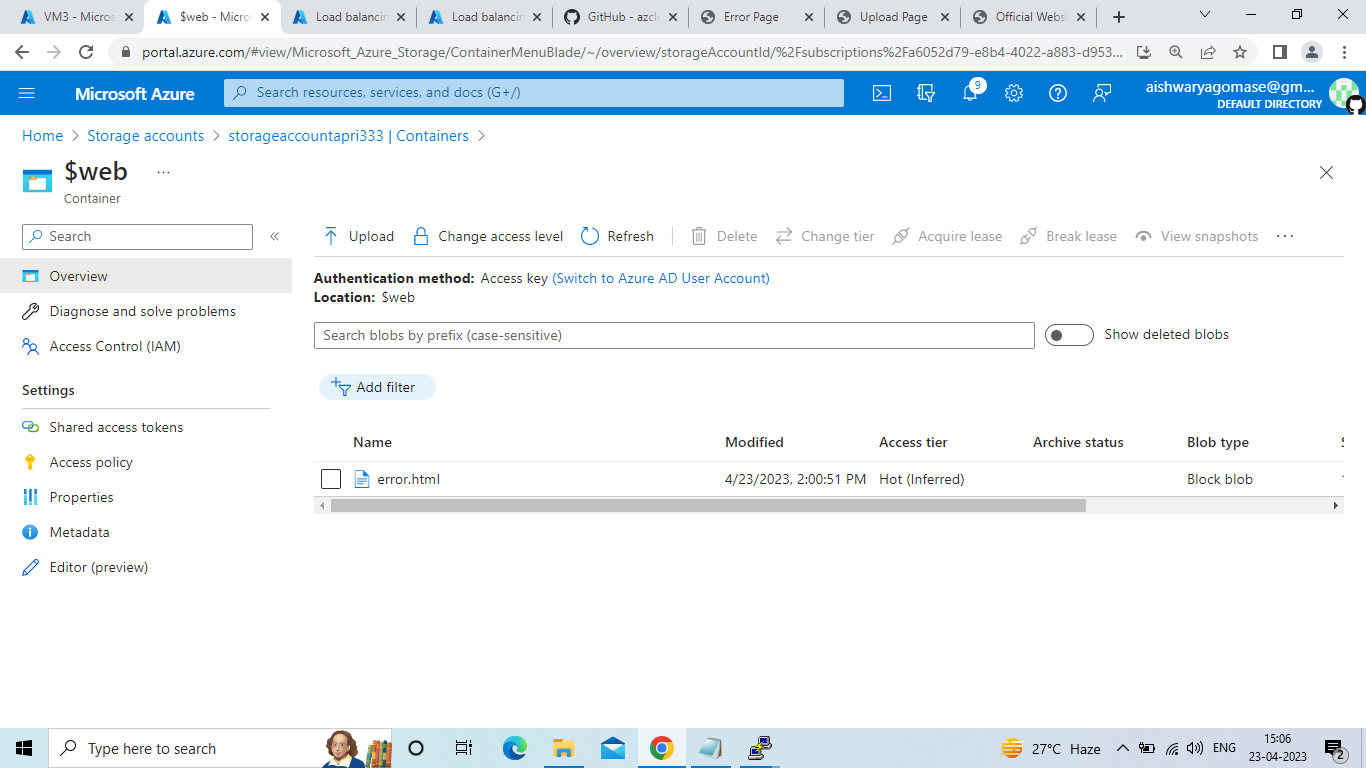 VM3 - Micros
$web - Micro
Load balancin
Load balancin
GitHub - azcl
Error Page
Upload Page
Official Webs
portal.azure.com/#view/Microsoft_Azure_Storage/ContainerMenuBlade/~/overview/storageAccountId/%2Fsubscriptions%2Fa6052d79-e8b4-4022-a883-d953...
Microsoft Azure
Search resources, services, and docs (G+/)
9
aishwaryagomase@gm...
DEFAULT DIRECTORY
Home > Storage accounts > storageaccountapri333 | Containers >
$web ...
Container
Search
Overview
Diagnose and solve problems
Access Control (IAM)
Settings
Shared access tokens
Access policy
Properties
Metadata
Editor (preview)
Upload Change access level Refresh Delete Change tier Acquire lease Break lease View snapshots ...
Authentication method: Access key (Switch to Azure AD User Account)
Location: $web
Search blobs by prefix (case-sensitive)
Show deleted blobs
Add filter
Name Modified Access tier Archive status Blob type
error.html 4/23/2023, 2:00:51 PM Hot (Inferred) Block blob
Type here to search
27°C Haze
ENG
15:06
23-04-2023
2